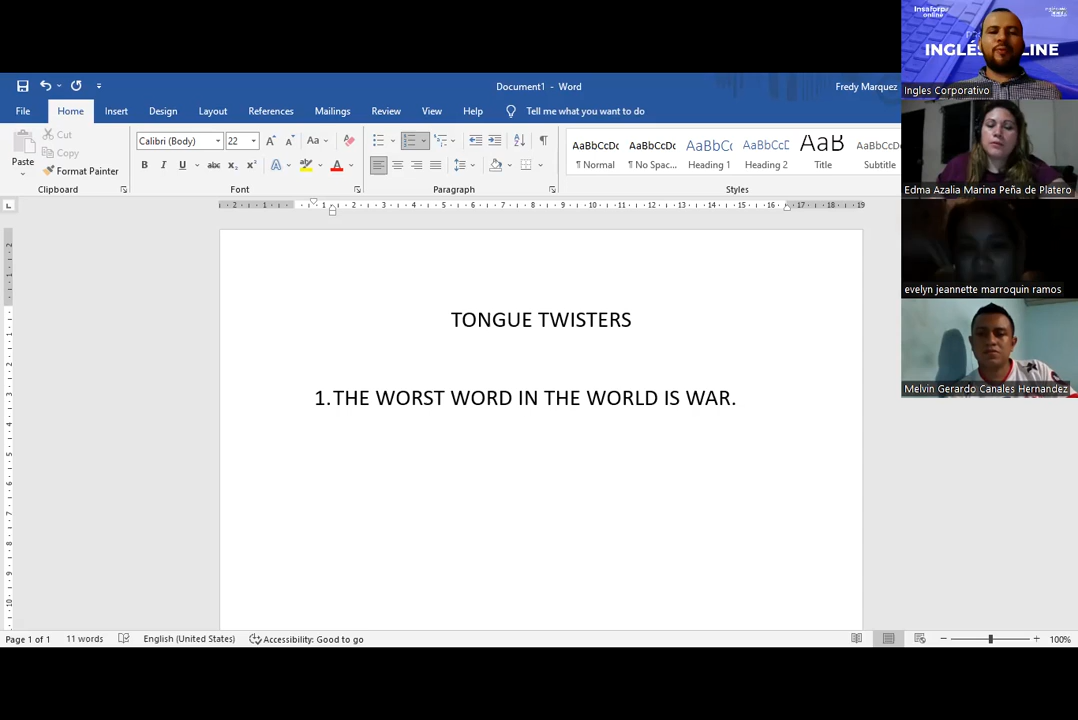 Document1 - Word
Fredy Marquez
File Home Insert Design Layout References Mailings Review View Help Tell me what you want to do
Cut
Copy
Format Painter
Paste
Clipboard
Calibri (Body) 22
Font
Paragraph
AaBbCcDc AaBbCcDc AaBbCc AaBbCcD AaB AaBbCcD
¶ Normal ¶ No Spac... Heading 1 Heading 2 Title Subtitle
Styles
TONGUE TWISTERS
1. THE WORST WORD IN THE WORLD IS WAR.
Page 1 of 1 11 words English (United States) Accessibility: Good to go 100%
online
INGLÉS ONLINE
Ingles Corporativo
Edma Azalia Marina Peña de Platero
evelyn jeannette marroquin ramos
Melvin Gerardo Canales Hernandez